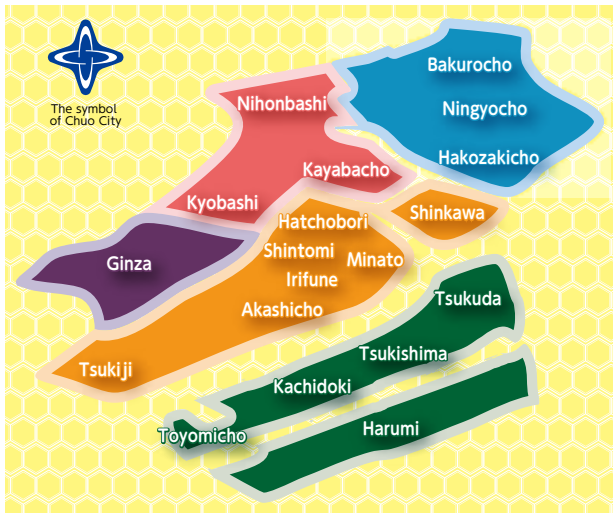 The symbol
of Chuo City
Bakurocho
Nihonbashi
Ningyocho
Hakozakicho
Kayabacho
Kyobashi
Shinkawa
Hatchobori
Shintomi
Minato
Ginza
Irifune
Akashicho
Tsukuda
Tsukishima
Tsukiji
Kachidoki
Harumi
Toyomicho